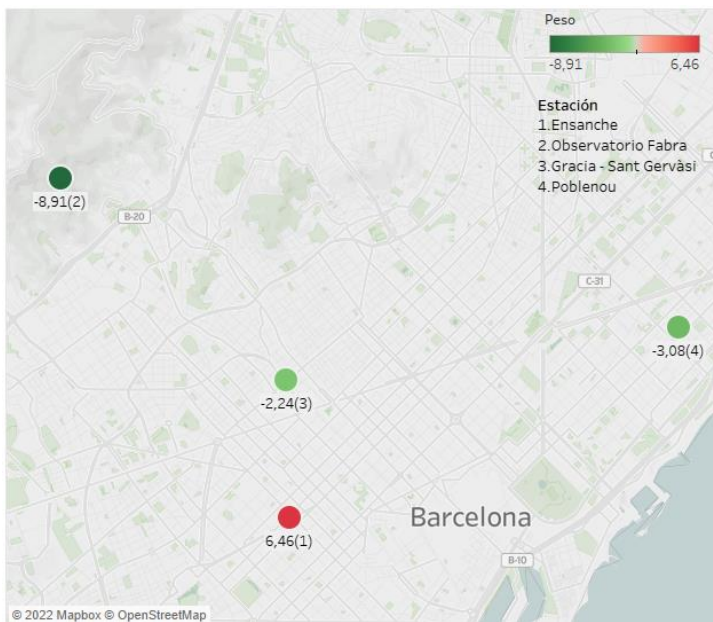 Peso
-8,91 6,46
Estación
1.Ensanche
2.Observatorio Fabra
3.Gracia - Sant Gervàsi
4.Poblenou
-8,91(2)
B-20
C-31
-3,08(4)
-2,24(3)
6,46(1)
Barcelona
B-10
© 2022 Mapbox © OpenStreetMap